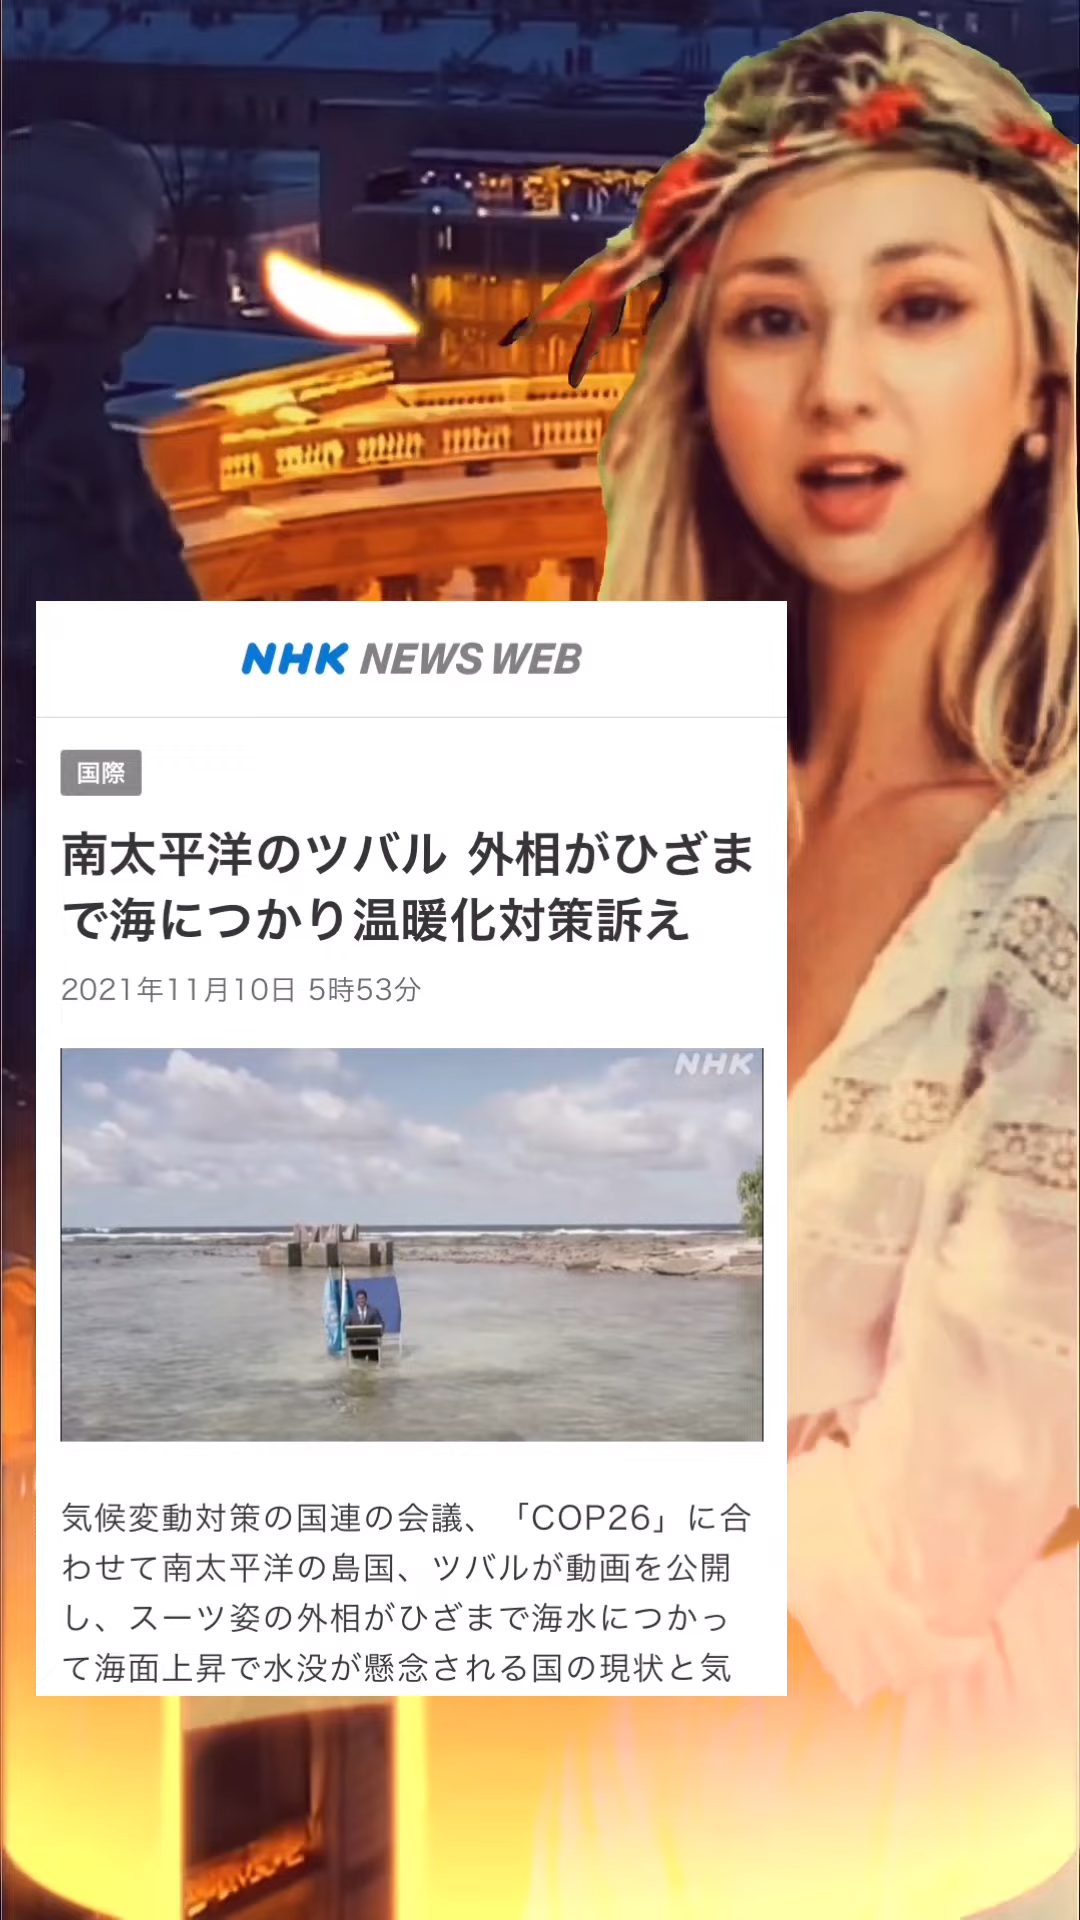 NHK NEWS WEB
国際
南太平洋のツバル 外相がひざま
で海につかり温暖化対策訴え
2021年11月10日 5時53分
NHK
気候変動対策の国連の会議、「COP26」に合
わせて南太平洋の島国、ツバルが動画を公開
し、スーツ姿の外相がひざまで海水につかっ
て海面上昇で水没が懸念される国の現状と気